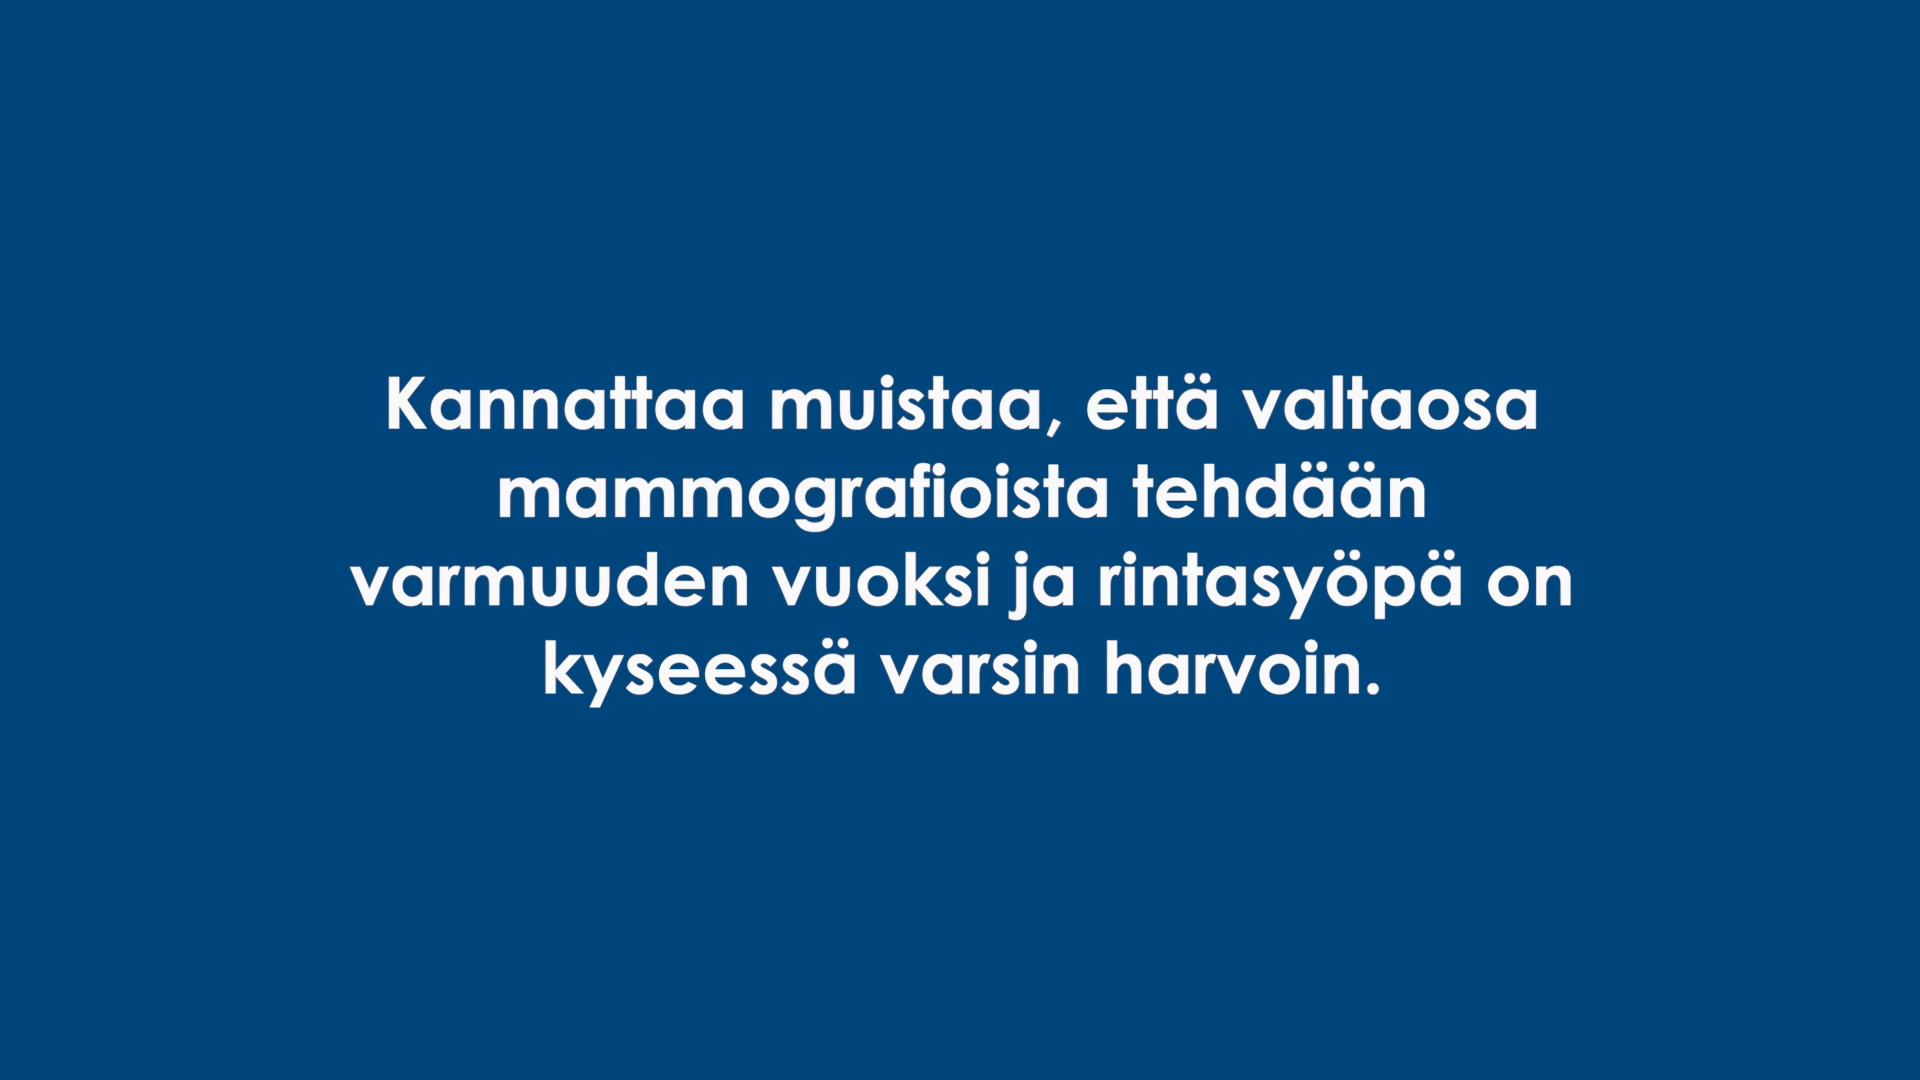 Kannattaa muistaa, että valtaosa
mammografioista tehdään
varmuuden vuoksi ja rintasyöpä on
kyseessä varsin harvoin.